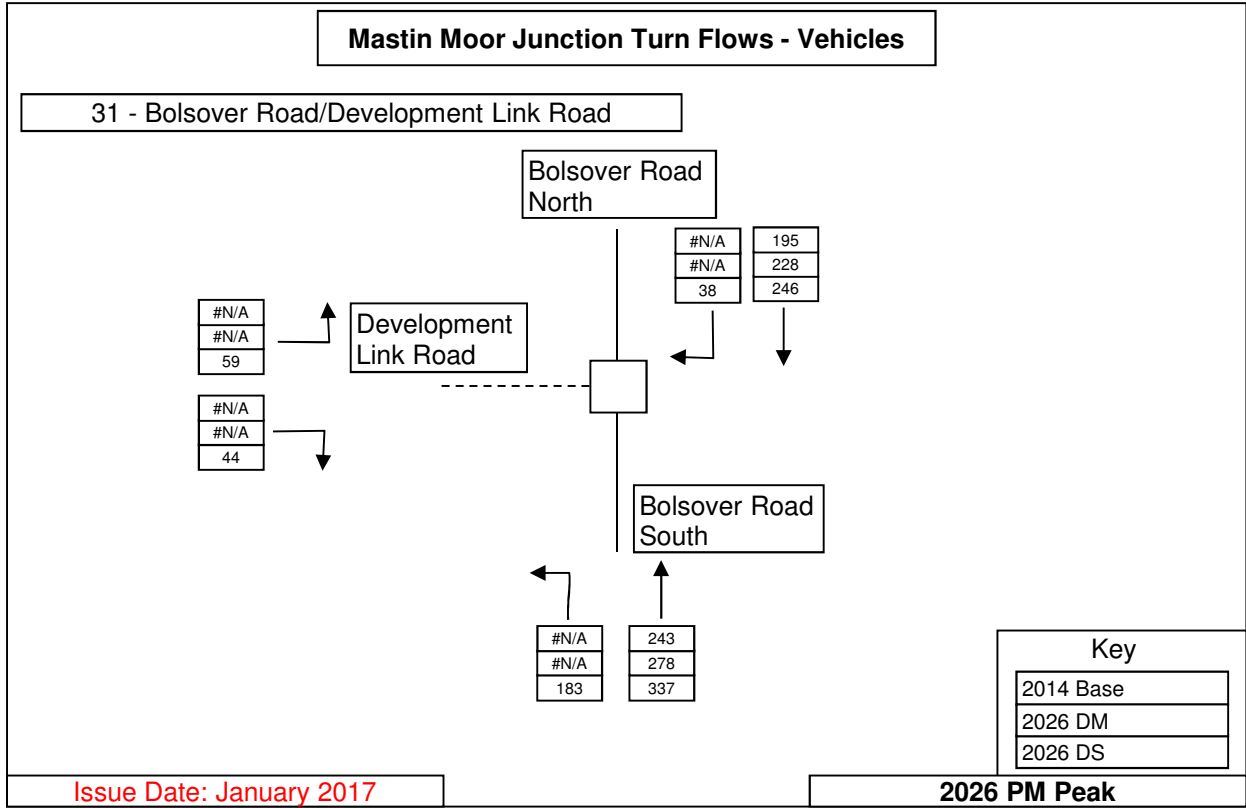 Mastin Moor Junction Turn Flows - Vehicles
31 - Bolsover Road/Development Link Road
Bolsover Road
North
#N/A
#N/A
38
195
228
246
#N/A
#N/A
59
Development
Link Road
#N/A
#N/A
44
Bolsover Road
South
#N/A
#N/A
183
243
278
337
Key
2014 Base
2026 DM
2026 DS
Issue Date: January 2017
2026 PM Peak